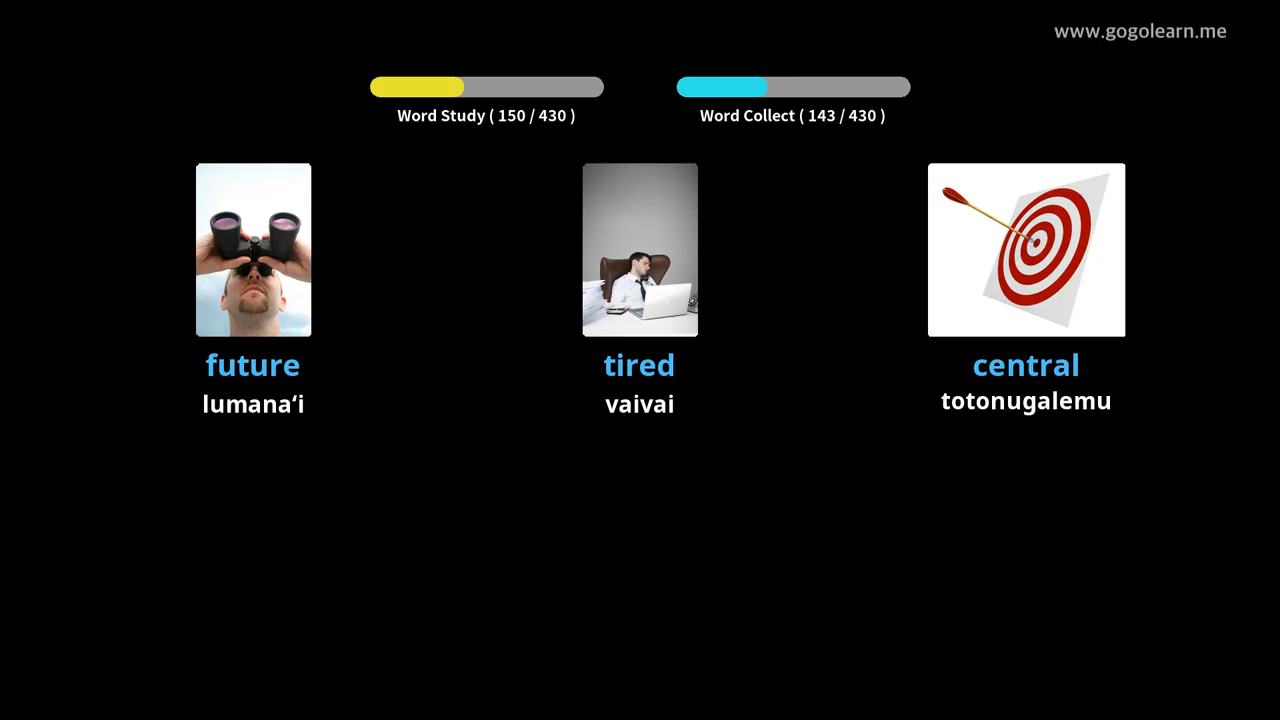 www.gogolearn.me
Word Study ( 150 / 430 )
Word Collect ( 143 / 430 )
future
lumana‘i
tired
vaivai
central
totonugalemu